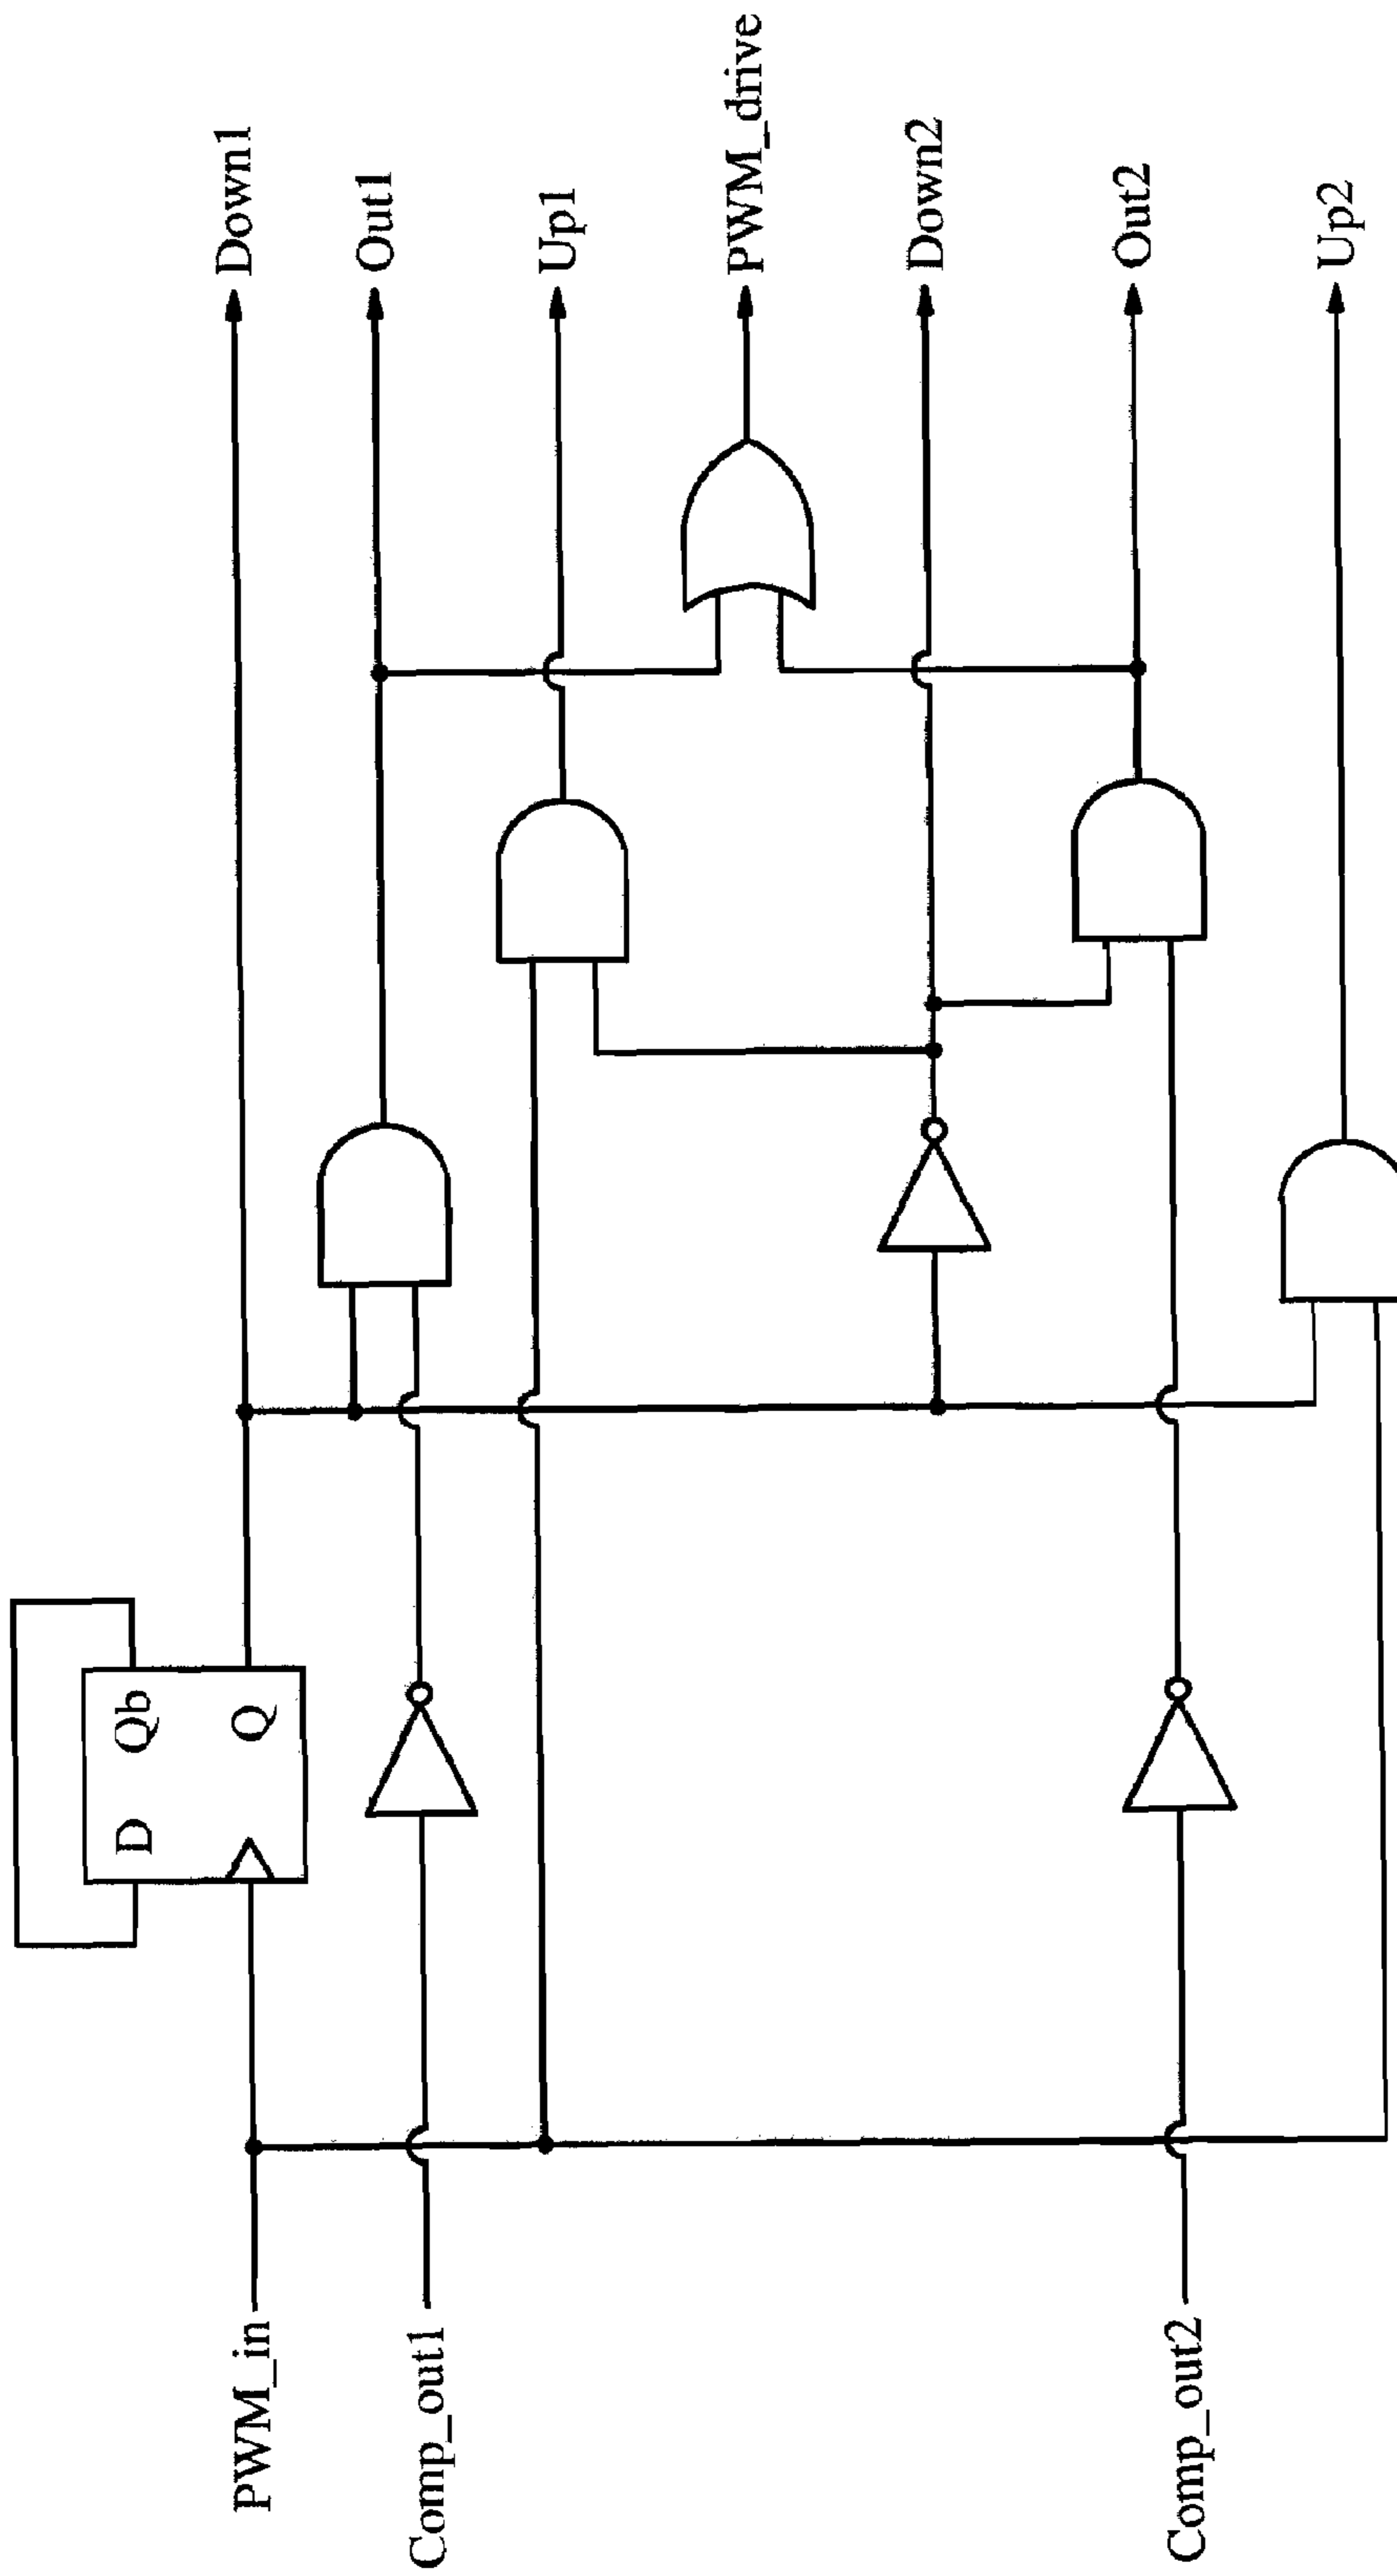 PWM_in
Comp_out1
Comp_out2
D
Qb
Q
Down1
Out1
Up1
PWM_drive
Down2
Out2
Up2